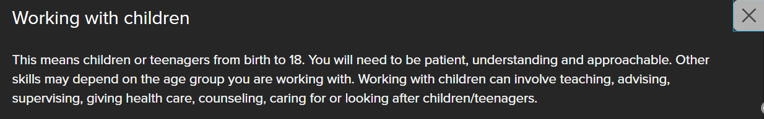 Working with children
This means children or teenagers from birth to 18. You will need to be patient, understanding and approachable. Other
skills may depend on the age group you are working with. Working with children can involve teaching, advising,
supervising, giving health care, counseling, caring for or looking after children/teenagers.